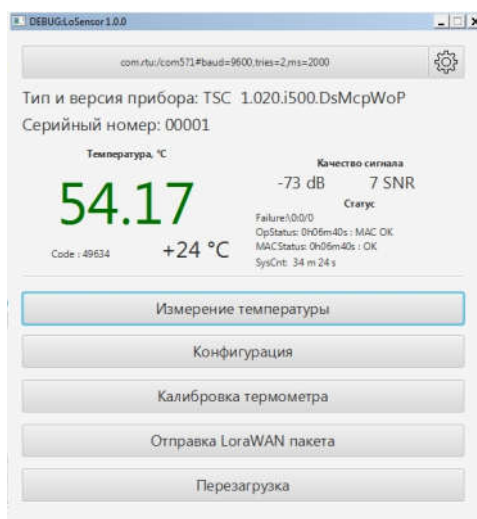 DEBUG:LoSensor 1.0.0
com.rtu:/com5?1#baud=9600,tries=2,ms=2000
Тип и версия прибора: TSC 1.020.i500.DsMcpWoP
Серийный номер: 00001
Температура, °C
54.17
Code : 49634
+24 °C
Качество сигнала
-73 dB 7 SNR
Статус
Failure\0:0/0
OpStatus: 0h06m40s : MAC OK
MACStatus: 0h06m40s : OK
SysCnt: 34 m 24 s
Измерение температуры
Конфигурация
Калибровка термометра
Отправка LoraWAN пакета
Перезагрузка